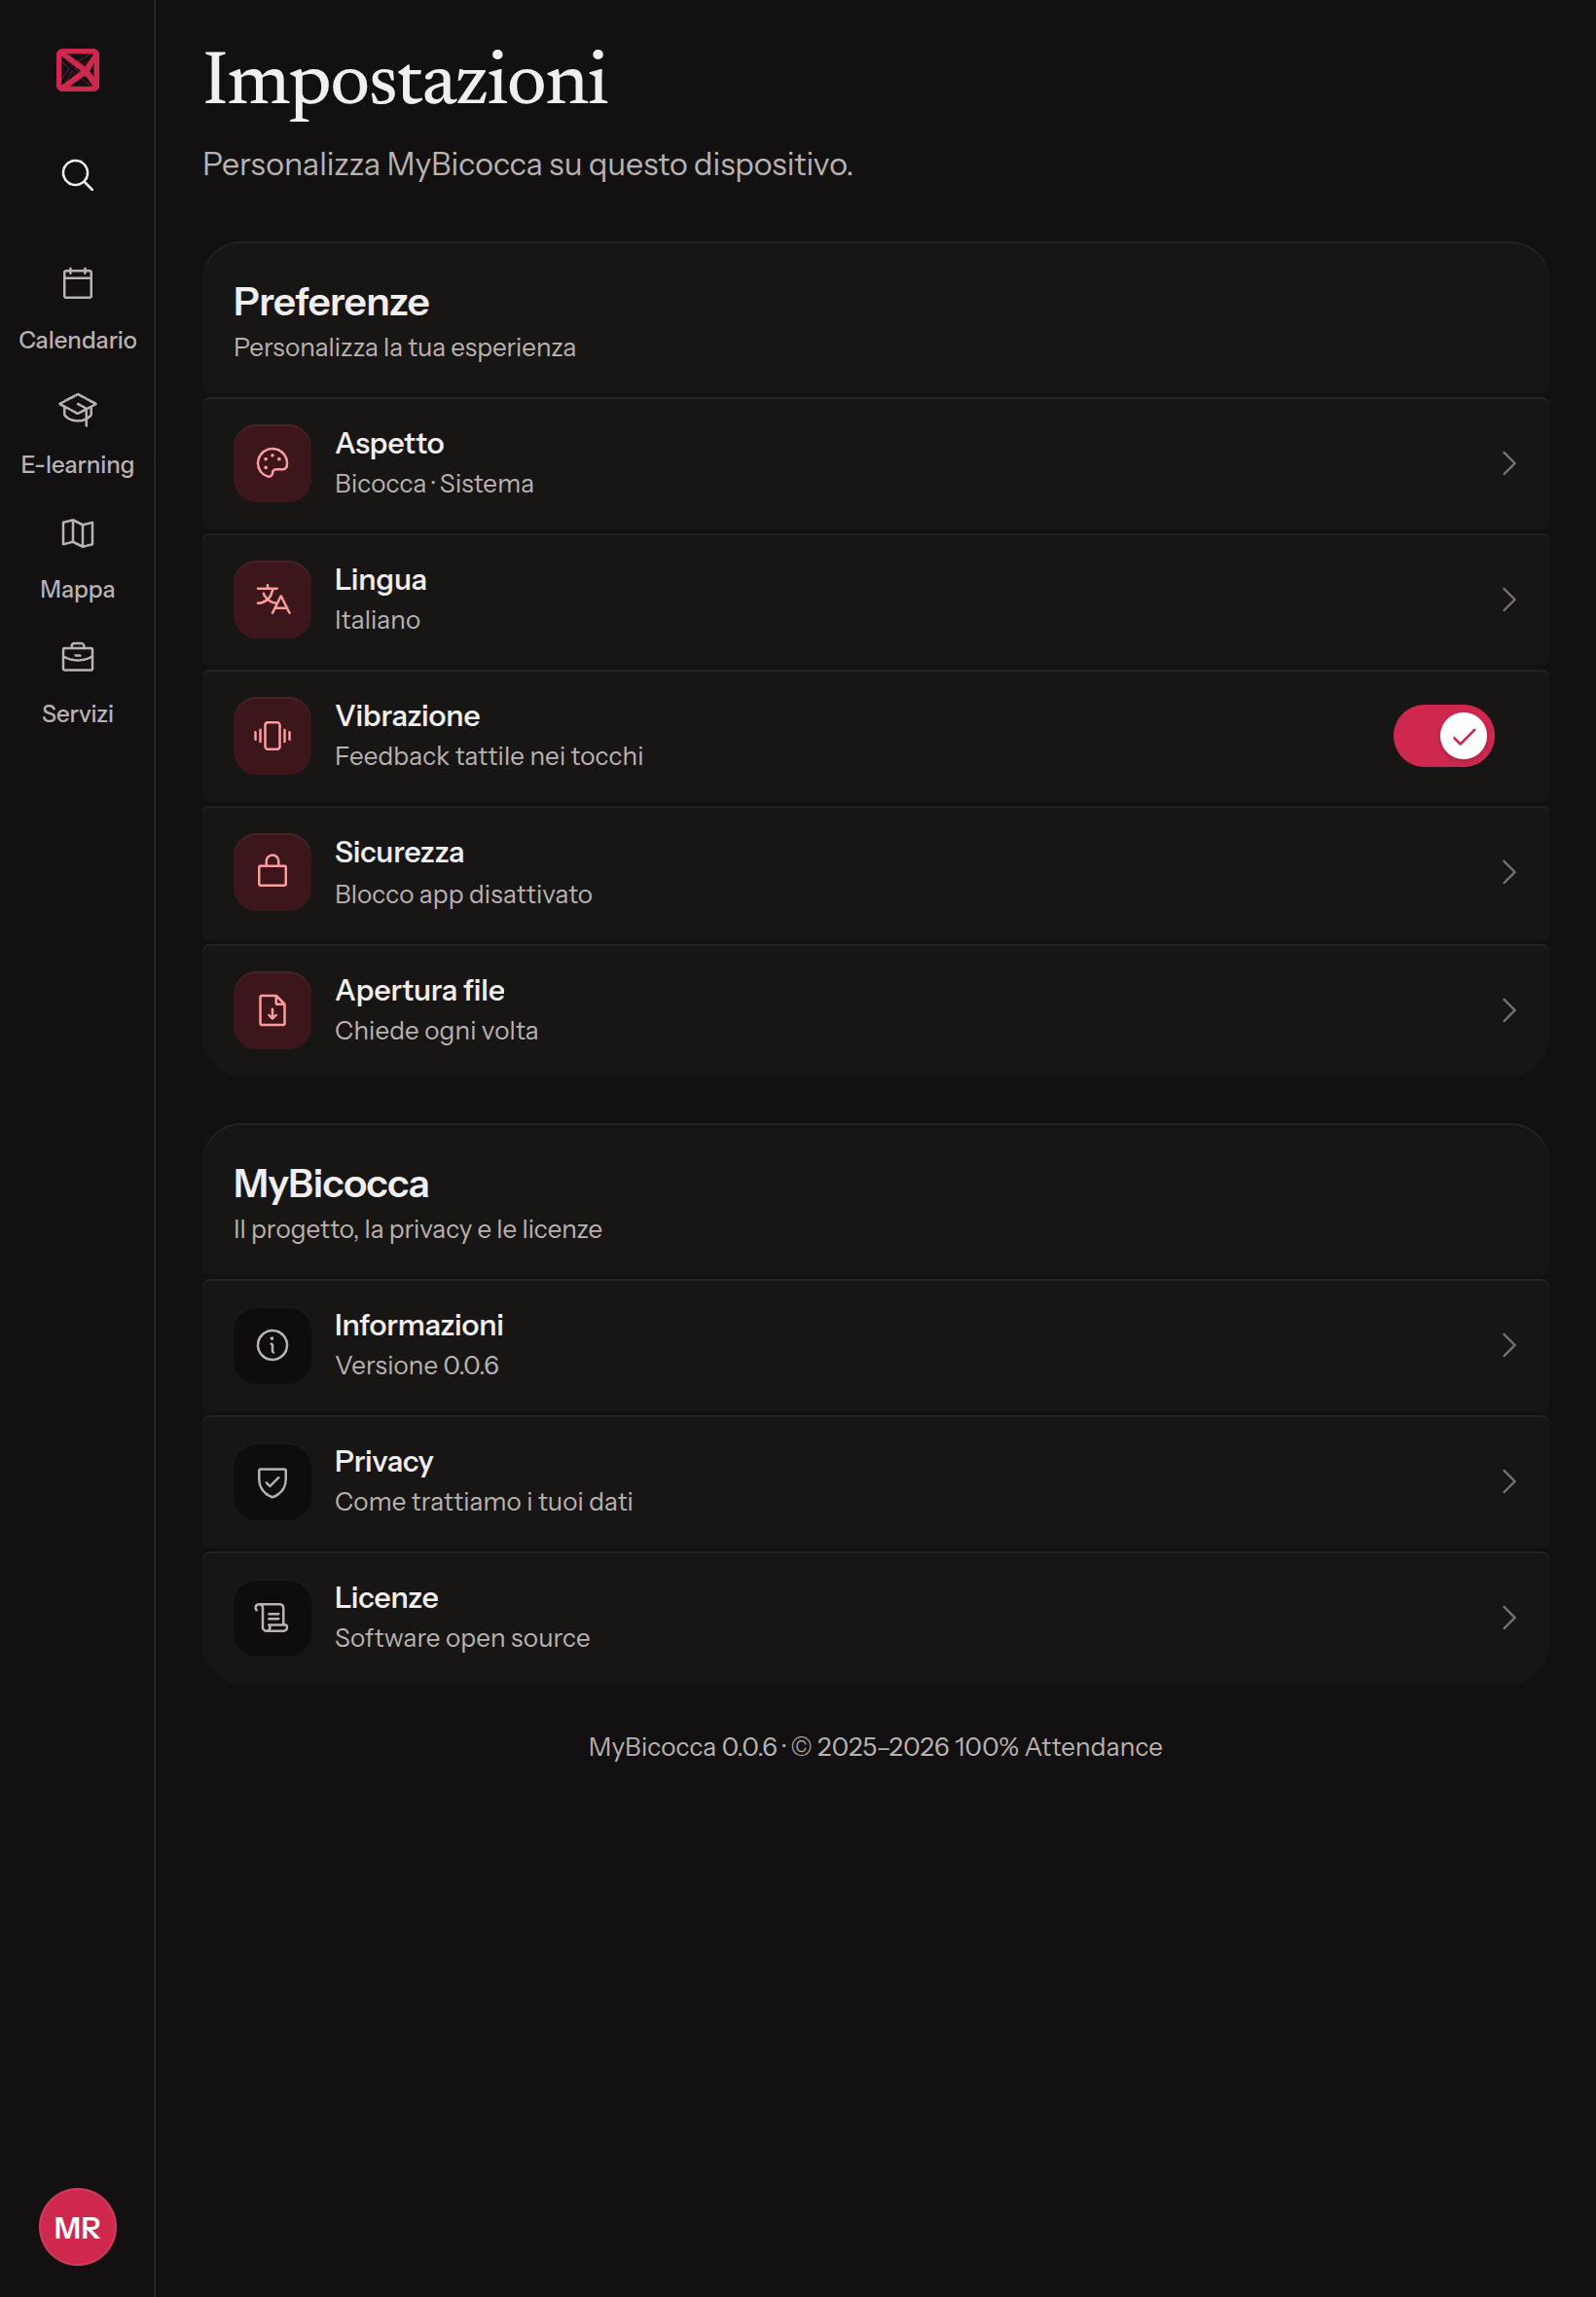 Impostazioni
Personalizza MyBicocca su questo dispositivo.
Calendario
E-learning
Mappa
Servizi
Preferenze
Personalizza la tua esperienza
Aspetto
Bicocca · Sistema
Lingua
Italiano
Vibrazione
Feedback tattile nei tocchi
Sicurezza
Blocco app disattivato
Apertura file
Chiede ogni volta
MyBicocca
Il progetto, la privacy e le licenze
Informazioni
Versione 0.0.6
Privacy
Come trattiamo i tuoi dati
Licenze
Software open source
MyBicocca 0.0.6 · © 2025–2026 100% Attendance
MR